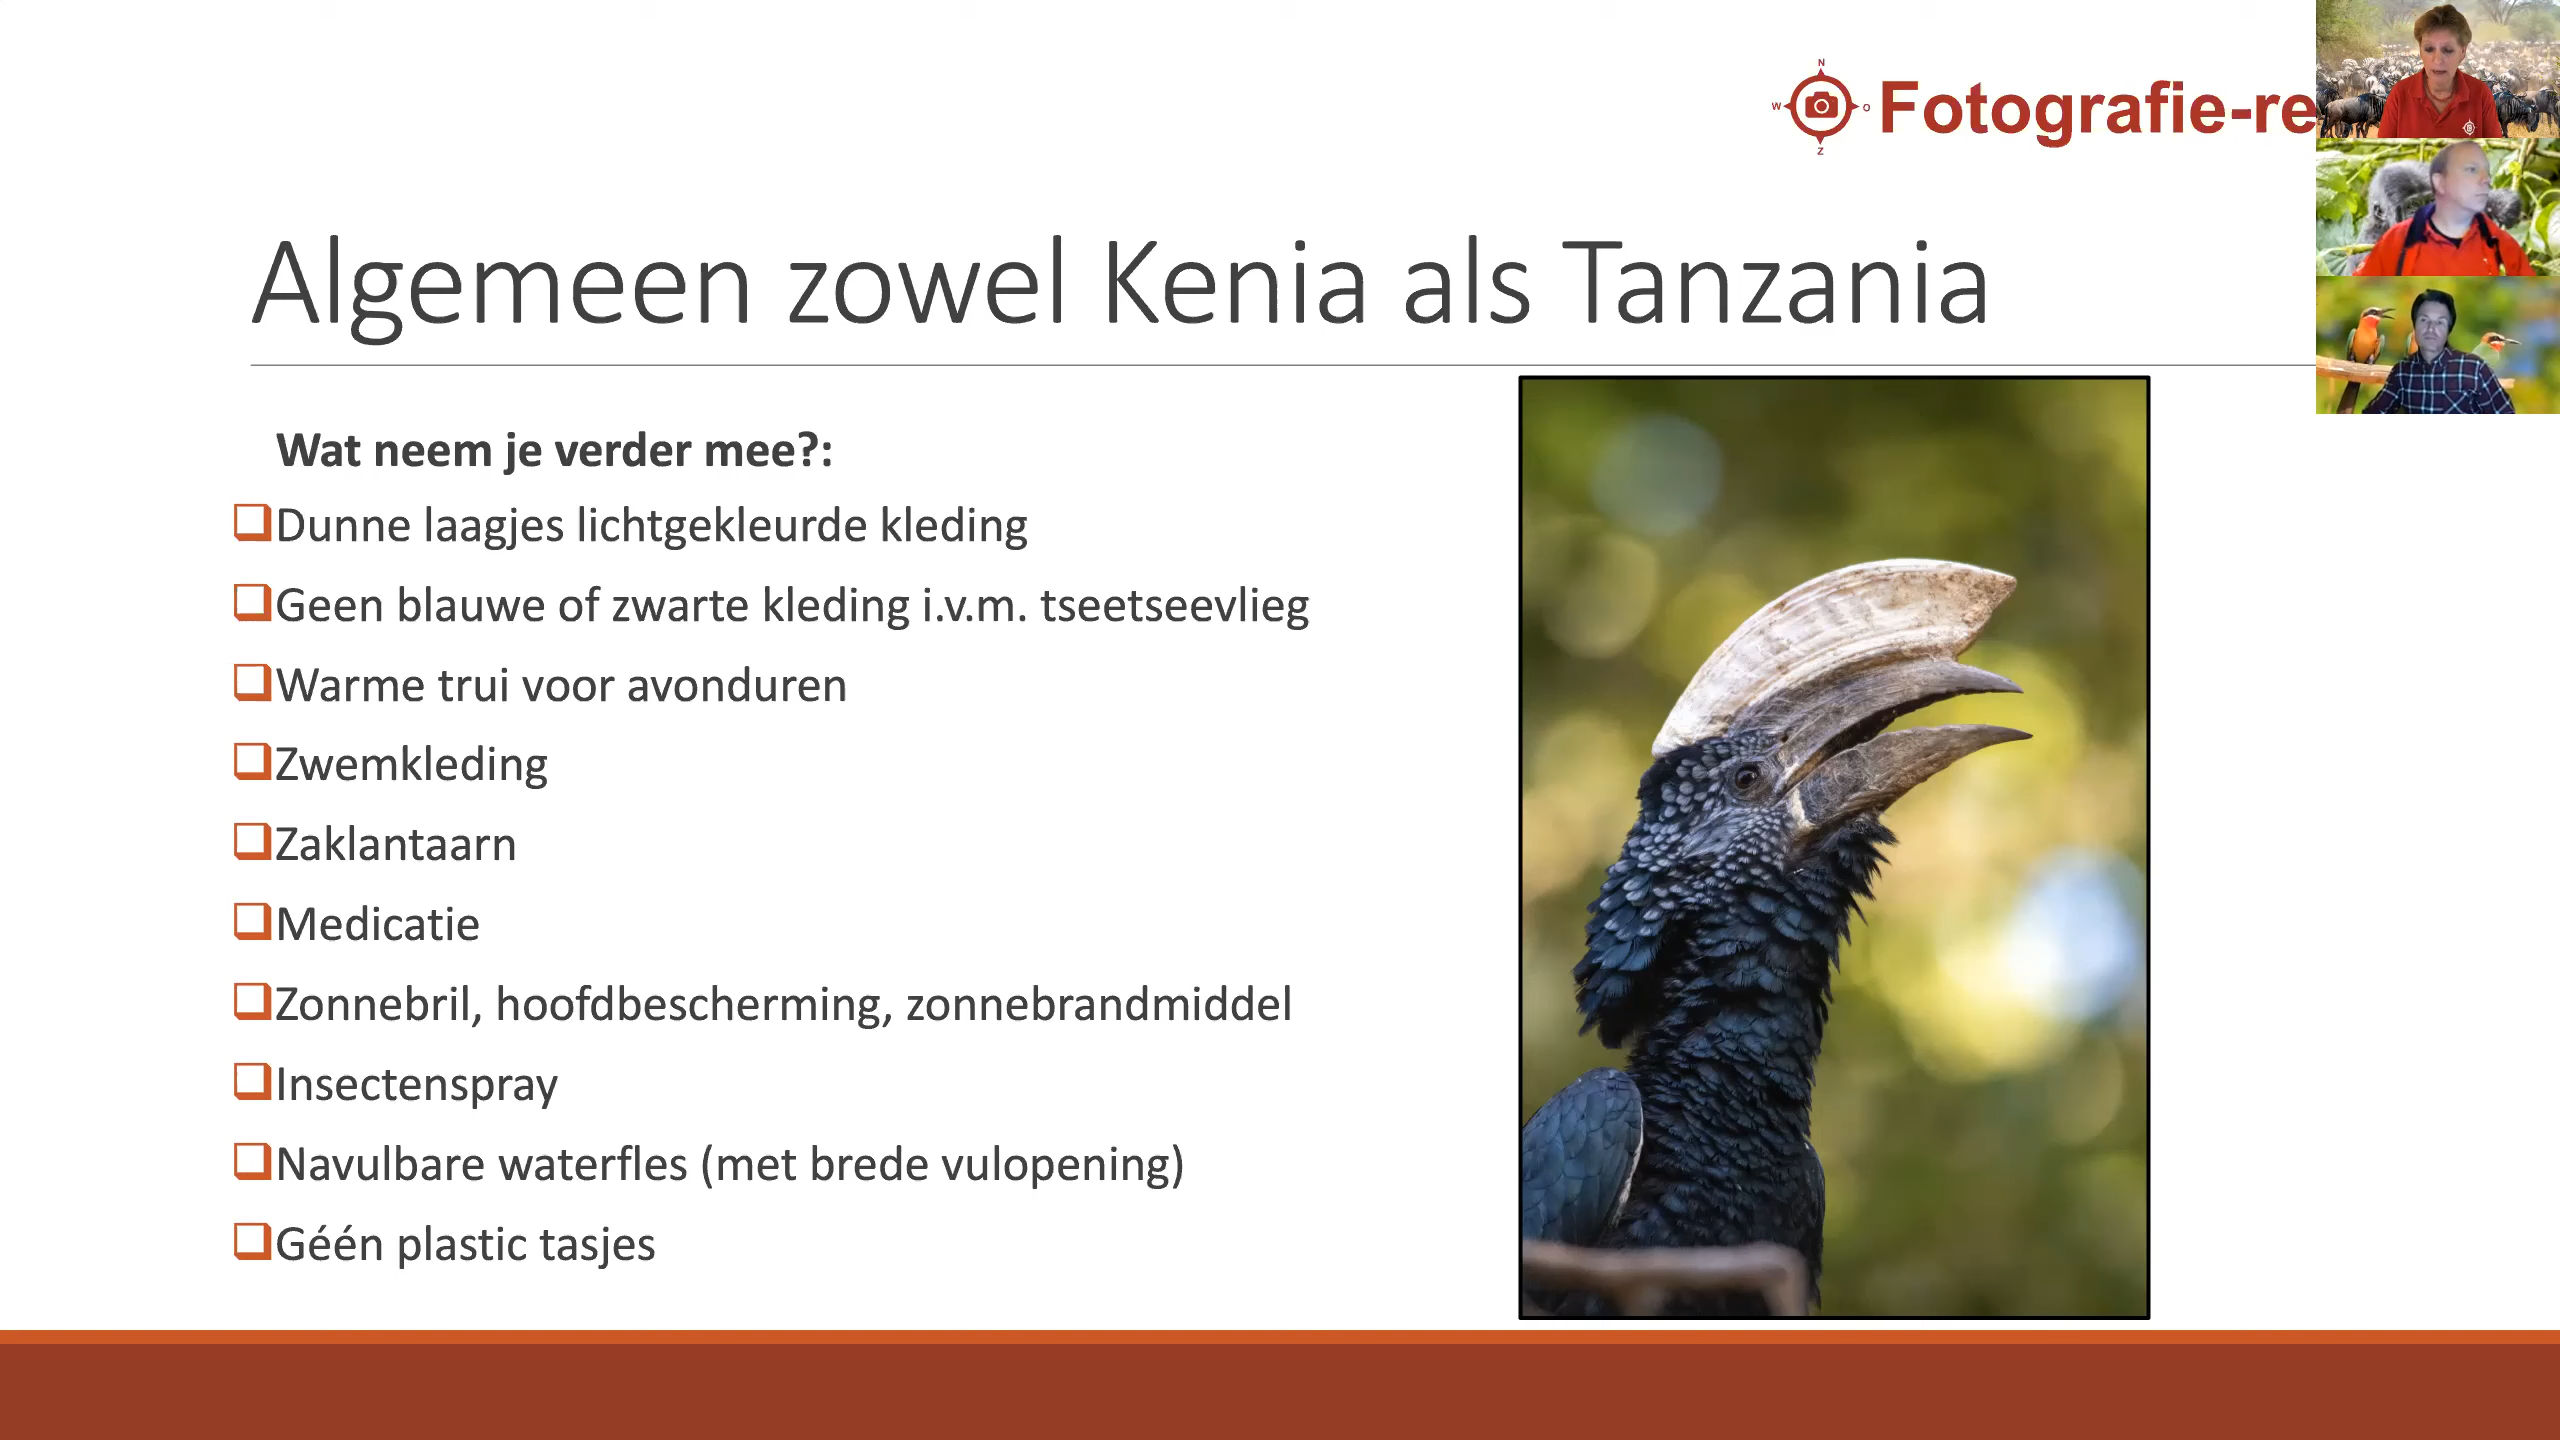 N
W O
Z
Fotografie-re
Algemeen zowel Kenia als Tanzania
Wat neem je verder mee?:
Dunne laagjes lichtgekleurde kleding
Geen blauwe of zwarte kleding i.v.m. tseetseevlieg
Warme trui voor avonduren
Zwemkleding
Zaklantaarn
Medicatie
Zonnebril, hoofdbescherming, zonnebrandmiddel
Insectenspray
Navulbare waterfles (met brede vulopening)
Géén plastic tasjes